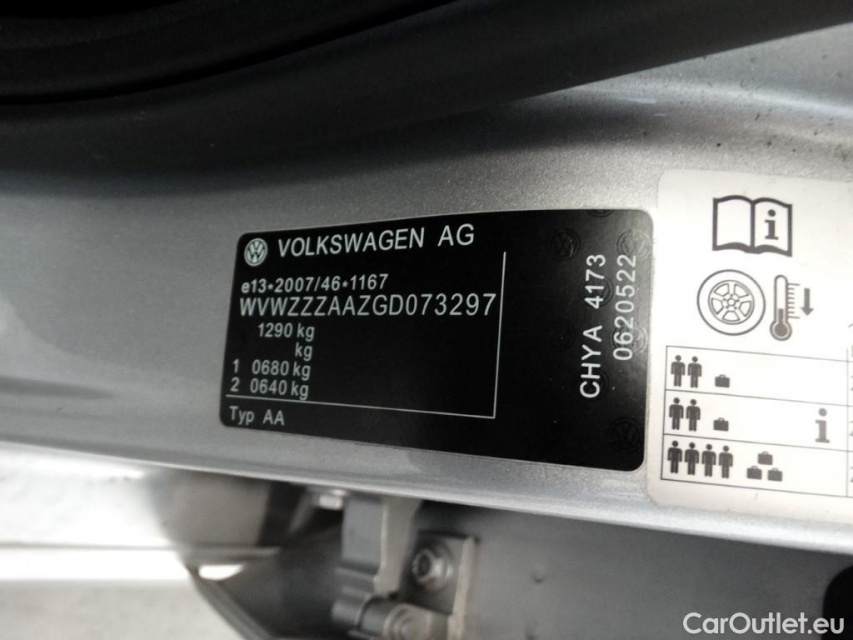 VOLKSWAGEN AG
e13*2007/46*1167
WVWZZZAAZGD073297
1290 kg
kg
1 0680 kg
2 0640 kg
Typ AA
CHYA 4173
0620522
i
i
CarOutlet.eu